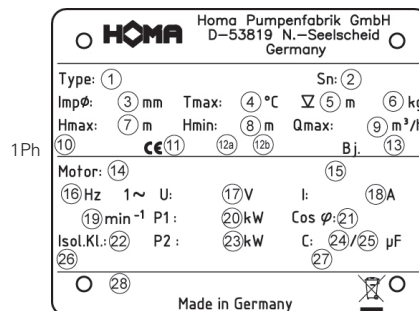 HOMA
Homa Pumpenfabrik GmbH
D-53819 N.-Seelscheid
Germany
Type: 1 Sn: 2
ImpØ: 3 mm Tmax: 4 °C ▽ 5 m 6 kg
Hmax: 7 m Hmin: 8 m Qmax: 9 m³/h
1Ph 10 CE 11 12a 12b Bj. 13
Motor: 14 15
16 Hz 1~ U: 17 V I: 18 A
19 min⁻¹ P1: 20 kW Cos φ: 21
Isol.Kl.: 22 P2: 23 kW C: 24/25 µF
26 27
28
Made in Germany